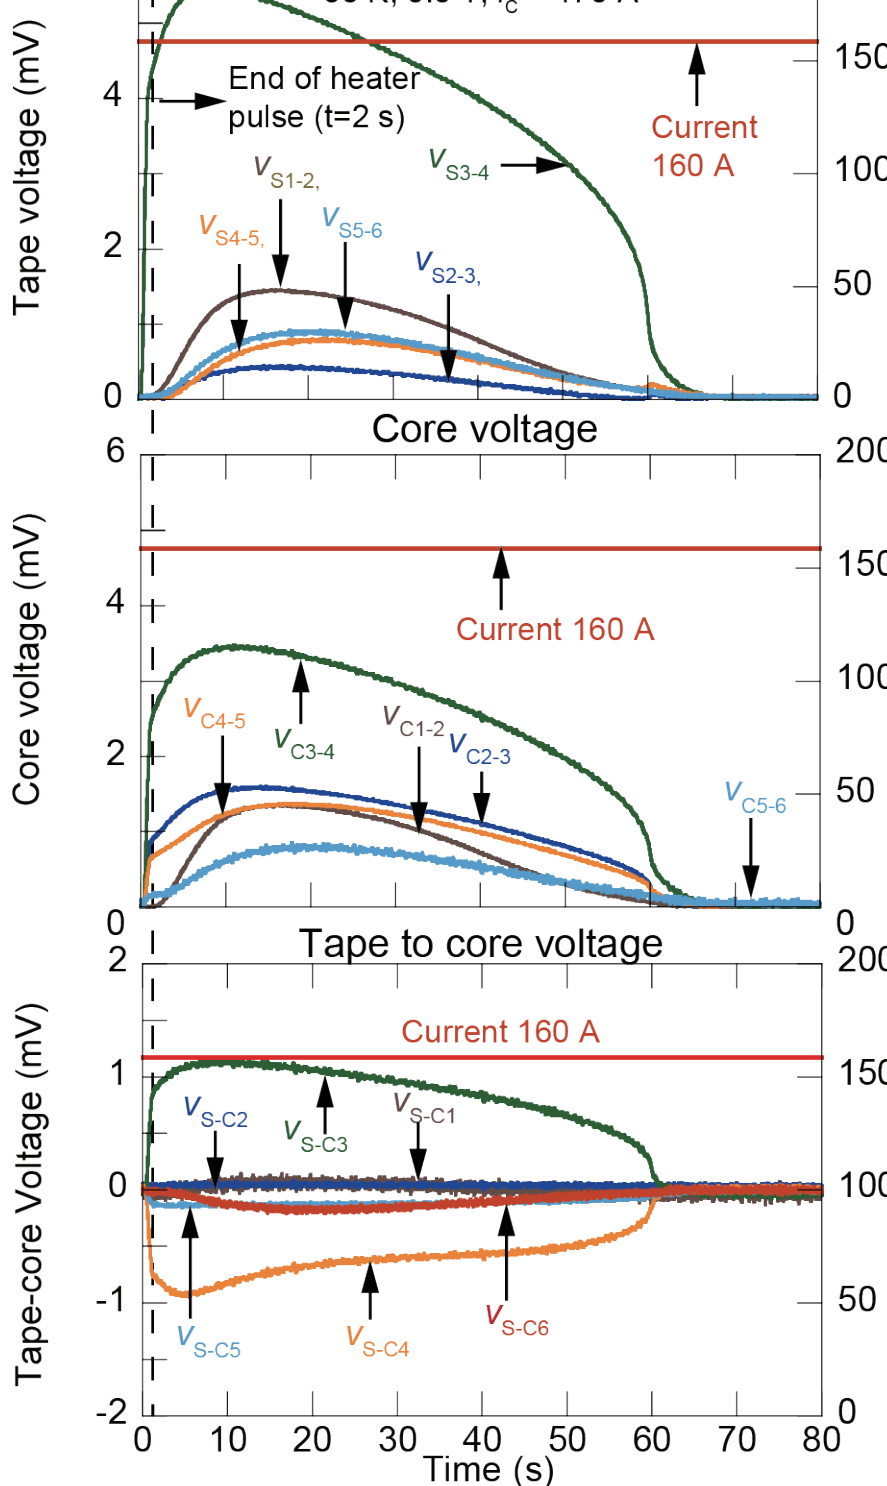 Tape voltage (mV)
4
2
0
150
100
50
0
End of heater
pulse (t=2 s)
Current
160 A
vS3-4
vS1-2,
vS4-5,
vS5-6
vS2-3,
Core voltage
Core voltage (mV)
6
4
2
0
200
150
100
50
0
Current 160 A
vC4-5
vC3-4
vC1-2
vC2-3
vC5-6
Tape to core voltage
Tape-core Voltage (mV)
2
1
0
-1
-2
200
150
100
50
0
Current 160 A
vS-C2
vS-C3
vS-C1
vS-C5
vS-C4
vS-C6
0 10 20 30 40 50 60 70 80
Time (s)